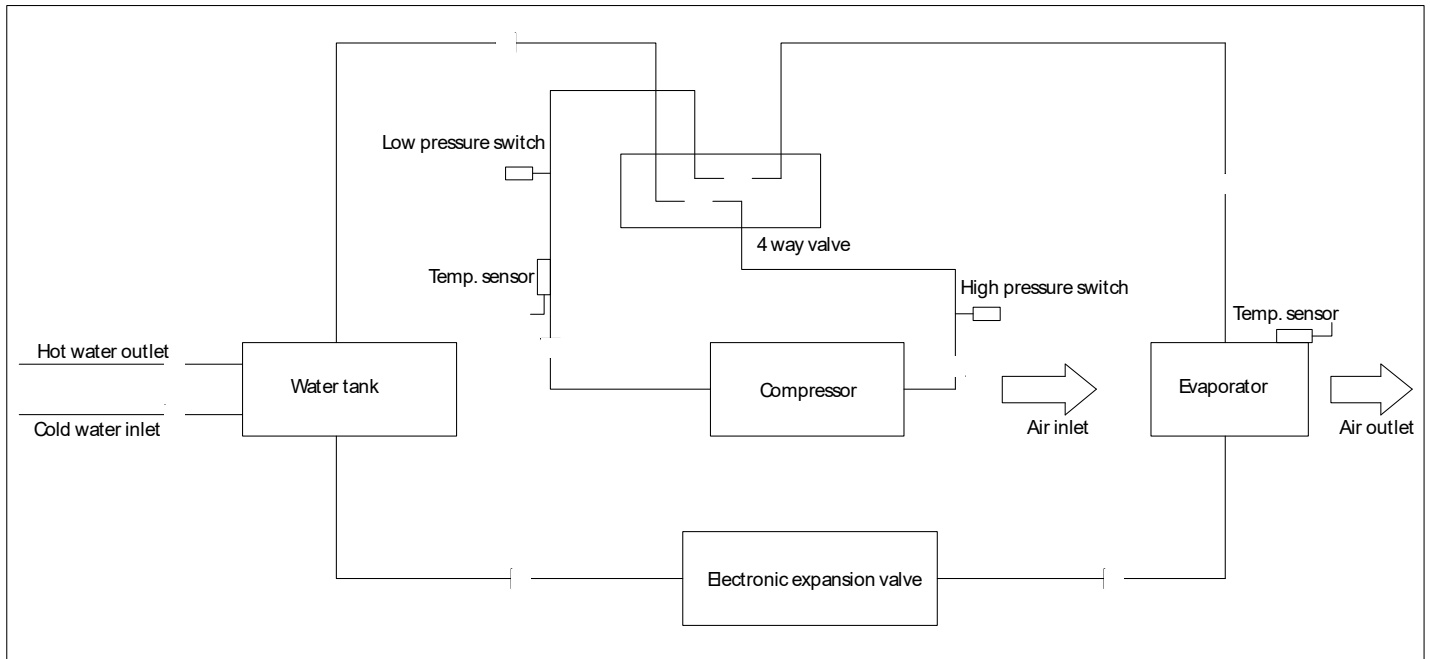 Low pressure switch
4 way valve
Temp. sensor
High pressure switch
Temp. sensor
Hot water outlet
Water tank
Compressor
Evaporator
Cold water inlet
Air inlet
Air outlet
Electronic expansion valve